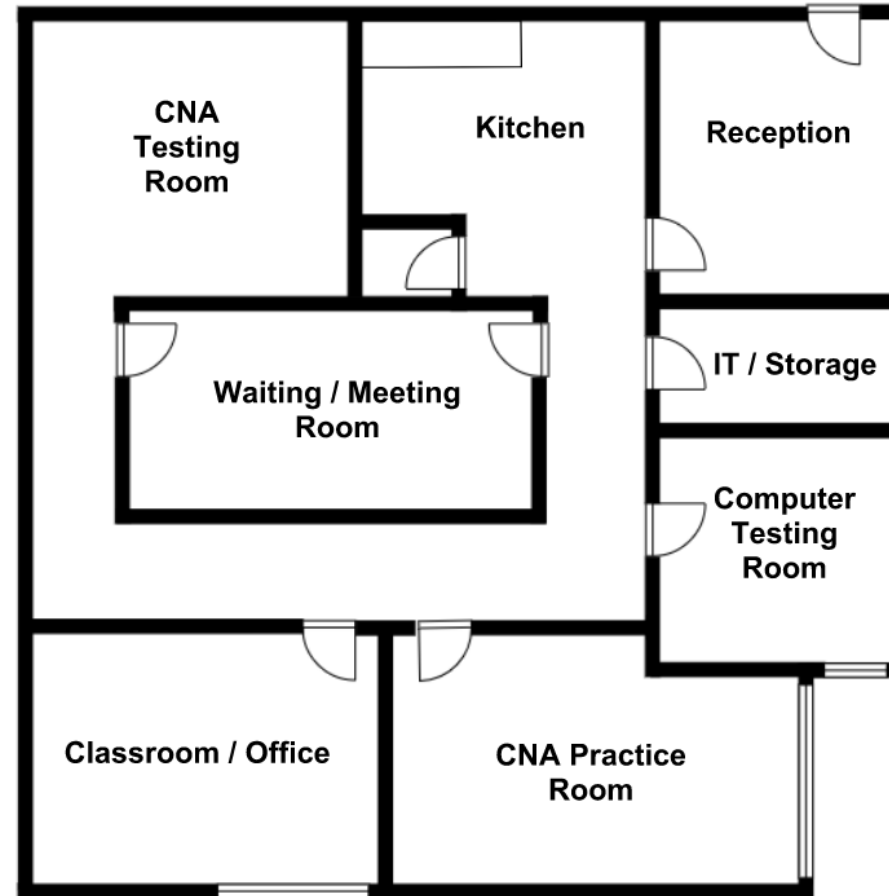 CNA
Testing
Room
Kitchen
Reception
Waiting / Meeting
Room
IT / Storage
Computer
Testing
Room
Classroom / Office
CNA Practice
Room